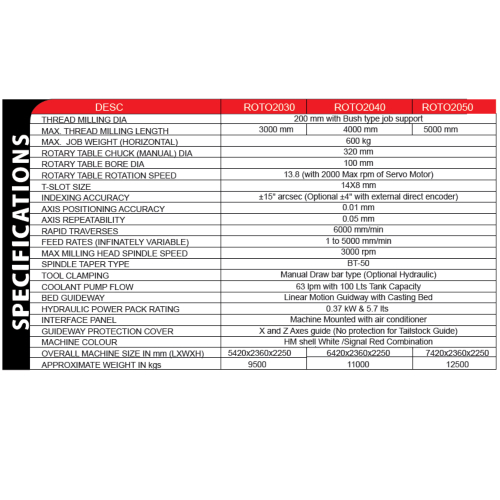 SPECIFICATIONS
DESC ROTO2030 ROTO2040 ROTO2050
THREAD MILLING DIA 200 mm with Bush type job support
MAX. THREAD MILLING LENGTH 3000 mm 4000 mm 5000 mm
MAX. JOB WEIGHT (HORIZONTAL) 600 kg
ROTARY TABLE CHUCK (MANUAL) DIA 320 mm
ROTARY TABLE BORE DIA 100 mm
ROTARY TABLE ROTATION SPEED 13.8 (with 2000 Max rpm of Servo Motor)
T-SLOT SIZE 14X8 mm
INDEXING ACCURACY ±15" arcsec (Optional ±4" with external direct encoder)
AXIS POSITIONING ACCURACY 0.01 mm
AXIS REPEATABILITY 0.05 mm
RAPID TRAVERSES 6000 mm/min
FEED RATES (INFINATELY VARIABLE) 1 to 5000 mm/min
MAX MILLING HEAD SPINDLE SPEED 3000 rpm
SPINDLE TAPER TYPE BT-50
TOOL CLAMPING Manual Draw bar type (Optional Hydraulic)
COOLANT PUMP FLOW 63 lpm with 100 Lts Tank Capacity
BED GUIDEWAY Linear Motion Guidway with Casting Bed
HYDRAULIC POWER PACK RATING 0.37 kW & 5.7 lts
INTERFACE PANEL Machine Mounted with air conditioner
GUIDEWAY PROTECTION COVER X and Z Axes guide (No protection for Tailstock Guide)
MACHINE COLOUR HM shell White /Signal Red Combination
OVERALL MACHINE SIZE IN mm (LXWXH) 5420x2360x2250 6420x2360x2250 7420x2360x2250
APPROXIMATE WEIGHT IN kgs 9500 11000 12500